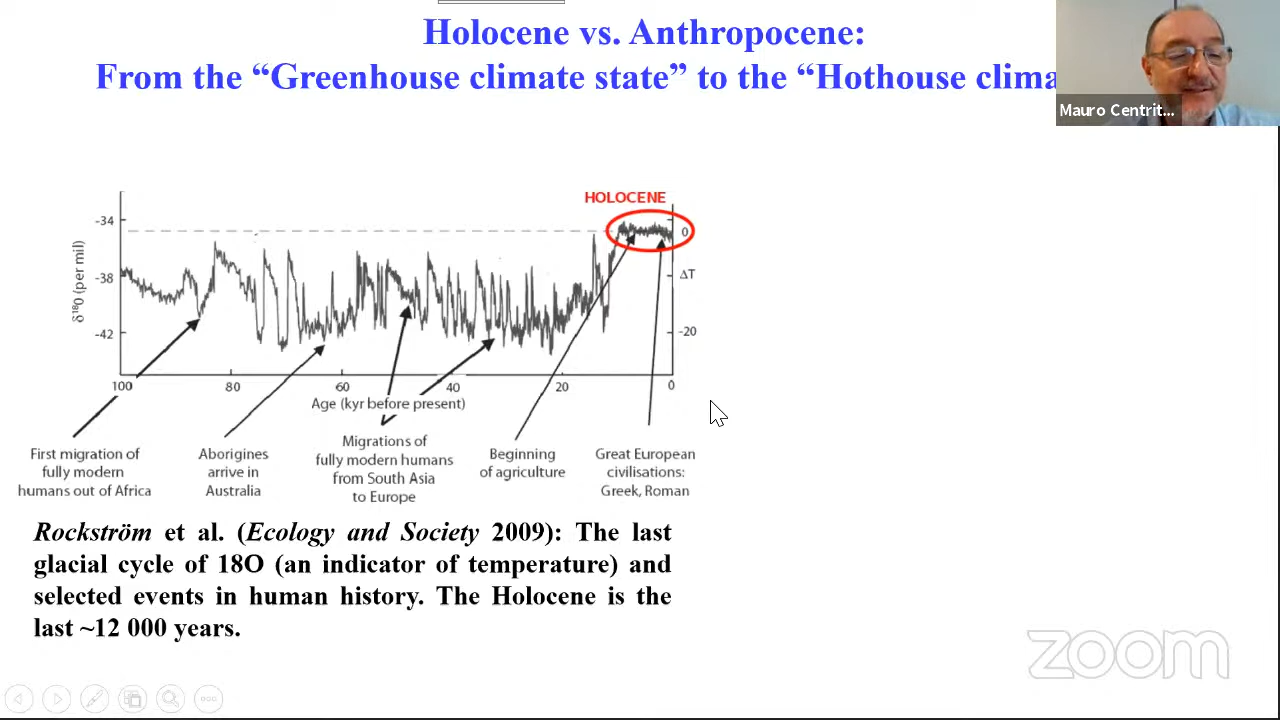 Holocene vs. Anthropocene:
From the “Greenhouse climate state” to the “Hothouse clima
Mauro Centrit...
HOLOCENE
-34
-38
-42
δ¹⁸O (per mil)
0
ΔT
-20
100
80
60
40
20
0
Age (kyr before present)
First migration of
fully modern
humans out of Africa
Aborigines
arrive in
Australia
Migrations of
fully modern humans
from South Asia
to Europe
Beginning
of agriculture
Great European
civilisations:
Greek, Roman
Rockström et al. (Ecology and Society 2009): The last
glacial cycle of 18O (an indicator of temperature) and
selected events in human history. The Holocene is the
last ~12 000 years.
zoom